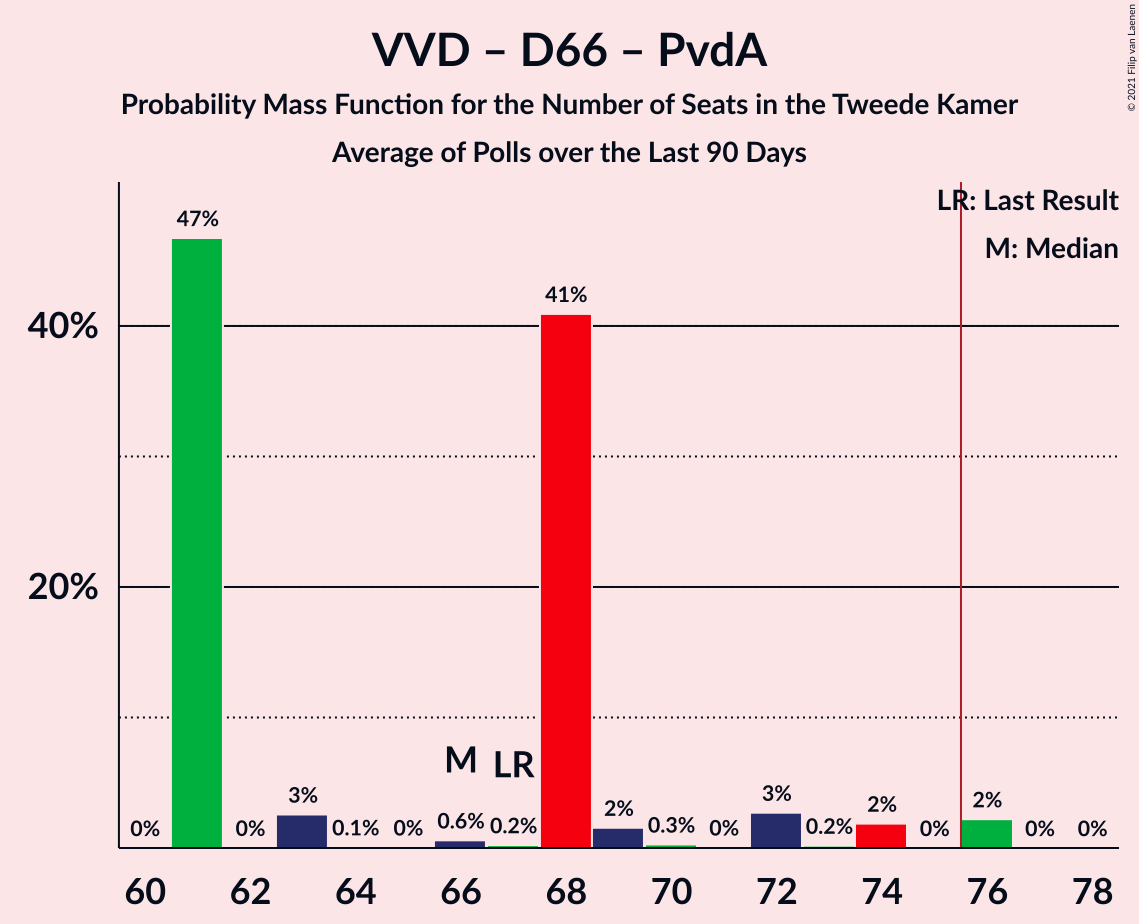 VVD – D66 – PvdA
Probability Mass Function for the Number of Seats in the Tweede Kamer
Average of Polls over the Last 90 Days
© 2021 Filip van Laenen
LR: Last Result
M: Median
40%
20%
0%
47%
0%
3%
0.1%
0%
0.6%
0.2%
41%
2%
0.3%
0%
3%
0.2%
2%
0%
2%
0%
0%
M
LR
60 62 64 66 68 70 72 74 76 78